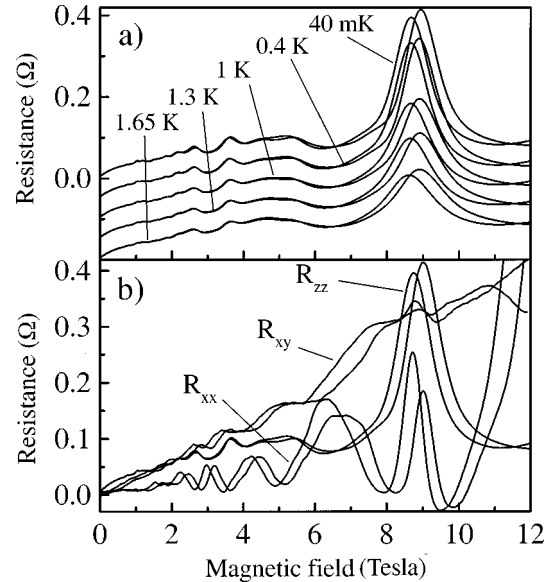 a)
40 mK
0.4 K
1 K
1.3 K
1.65 K
Resistance (Ω)
0.4
0.2
0.0
b)
R_zz
R_xy
R_xx
Resistance (Ω)
0.4
0.3
0.2
0.1
0.0
0 2 4 6 8 10 12
Magnetic field (Tesla)